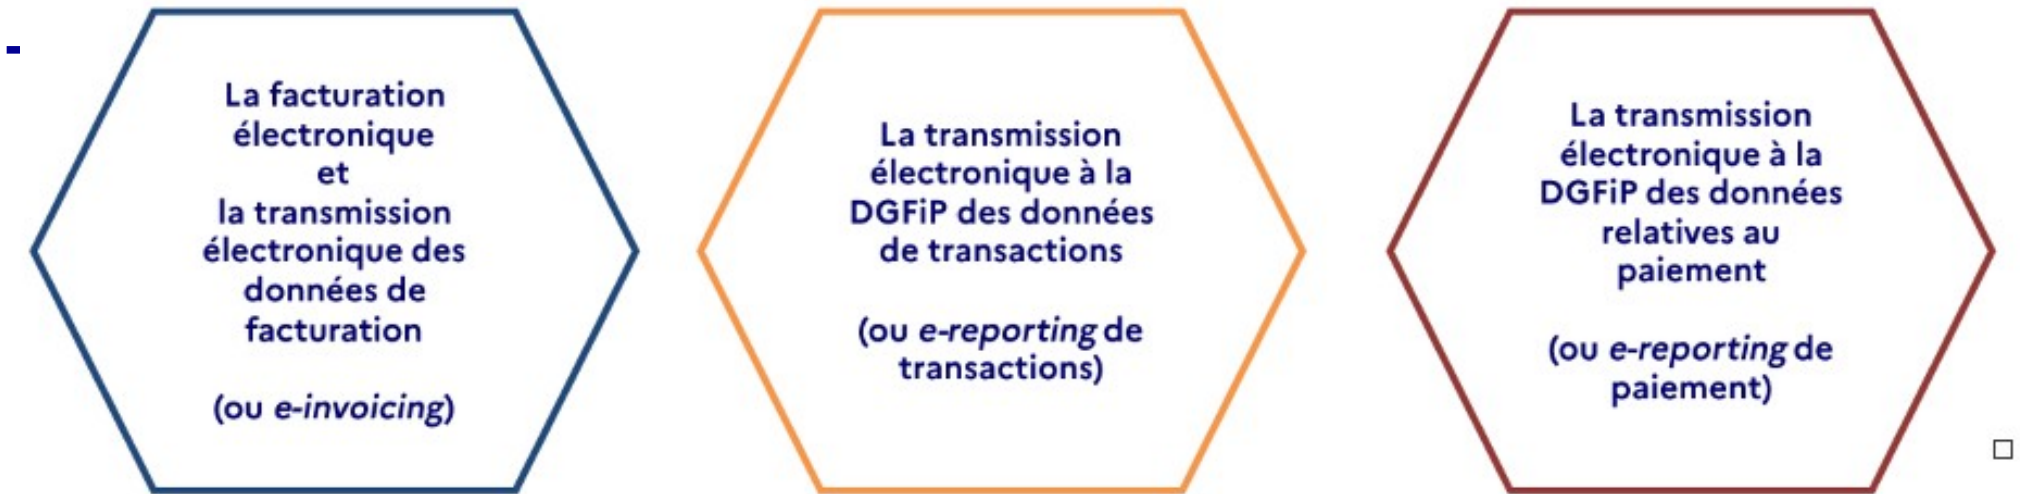 La facturation
électronique
et
la transmission
électronique des
données de
facturation
(ou e-invoicing)
La transmission
électronique à la
DGFiP des données
de transactions
(ou e-reporting de
transactions)
La transmission
électronique à la
DGFiP des données
relatives au
paiement
(ou e-reporting de
paiement)